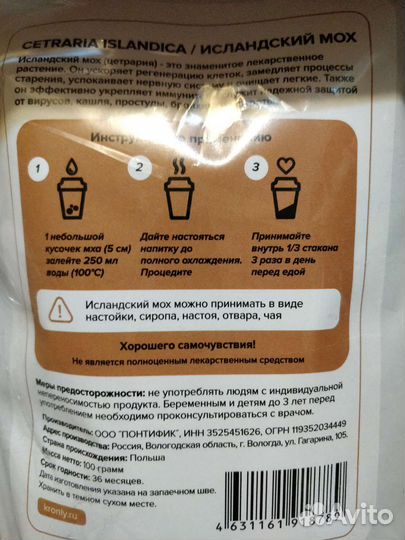 CETRARIA ISLANDICA / ИСЛАНДСКИЙ МОХ
Исландский мох (цетрария) - это знаменитое лекарственное
растение. Он ускоряет регенерацию клеток, замедляет процессы
старения, успокаивает нервную систему и очищает легкие. Также
он эффективно укрепляет иммунитет, служит надежной защитой
от вирусов, кашля, простуды,
Инструкция по применению
1 2 3
1 небольшой
кусочек мха (5 см)
залейте 250 мл
воды (100°C)
Дайте настояться
напитку до
полного охлаждения.
Процедите
Принимайте
внутрь 1/3 стакана
3 раза в день
перед едой
Исландский мох можно принимать в виде
настойки, сиропа, настоя, отвара, чая
Хорошего самочувствия!
Не является полноценным лекарственным средством
Меры предосторожности: не употреблять людям с индивидуальной
непереносимостью продукта. Беременным и детям до 3 лет перед
употреблением необходимо проконсультироваться с врачом.
Производитель: ООО "ПОНТИФИК", ИНН 3525451626, ОГРН 119352034449
Адрес производства: Россия, Вологодская область, г. Вологда, ул. Гагарина, 105.
Страна происхождения: Польша
Масса нетто: 100 грамм
Срок годности: 36 месяцев.
Дата изготовления указана на запаечном шве.
Хранить в темном сухом месте.
kronly.ru
4 631161 9
Avito